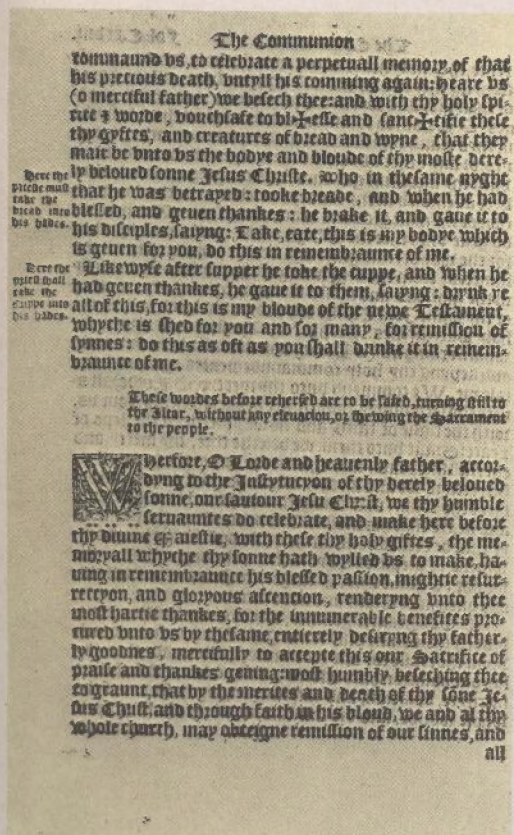 The Communion
commaund vs, to celebrate a perpetuall memory, of that
his precious death, vntyll his comming again: Heare vs
(o merciful father) we besech thee: and with thy holy spi-
rite & worde, vouchsafe to bl✠esse and sanc✠tifie these
thy gyftes, and creatures of bread and wyne, that they
maie be vnto vs the bodye and bloude of thy moste dere-
ly beloued sonne Jesus Christe. who in thesame nyght
that he was betrayed: tooke breade, and when he had
blessed, and geuen thankes: he brake it, and gaue it to
his disciples, saiyng: Take, eate, this is my bodye which
is geuen for you, do this in remembraunce of me.
Here the
prieste must
take the
bread into
his hādes.
Likewyse after supper he toke the cuppe, and when he
had geuen thankes, he gaue it to them, saiyng: drynk ye
all of this, for this is my bloude of the newe Testament,
whyche is shed for you and for many, for remission of
synnes: do this as oft as you shall drinke it in remem-
braunce of me.
Here the
priest shall
take the
Cuppe into
his hādes.
These wordes before rehersed are to be saied, turning still to
the Altar, without any eleuacion, or shewing the Sacrament
to the people.
WHerfore, O Lorde and heauenly father, accor-
dyng to the Instytucyon of thy derely beloued
sonne, our sauiour Jesu Christ, we thy humble
seruauntes do celebrate, and make here before
thy diuine Maiestie, with these thy holy giftes, the me-
moryall whyche thy sonne hath wylled vs to make, ha-
uing in remembraunce his blessed passion, mightie resur-
reccyon, and gloryous ascencion, renderyng vnto thee
most hartie thankes, for the innumerable benefites pro-
cured vnto vs by thesame, entierely desiryng thy father-
ly goodnes, mercifully to accepte this our Sacrifice of
praise and thankes geuing: most humbly beseching thee
to graunt, that by the merites and death of thy sōne Je-
sus Christ, and through faith in his bloud, we and al thy
whole church, may obteigne remission of our sinnes, and
all